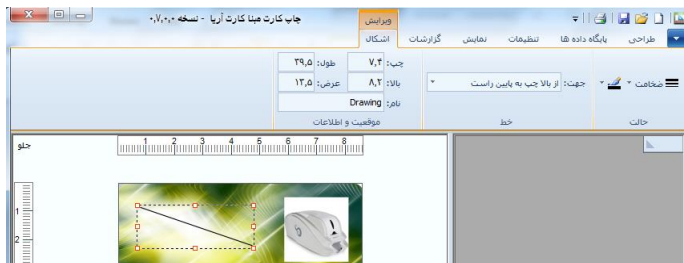 چاپ کارت مبنا کارت آریا - نسخه ۰,۷,۰,۰
ویرایش
طراحی پایگاه داده ها تنظیمات نمایش گزارشات اشکال
ضخامت جهت: از بالا چپ به پایین راست چپ: ۷,۴ طول: ۳۹,۵
بالا: ۸,۲ عرض: ۱۳,۵
نام: Drawing
حالت خط موقعیت و اطلاعات
جلو
1 2 3 4 5 6 7 8
1
2